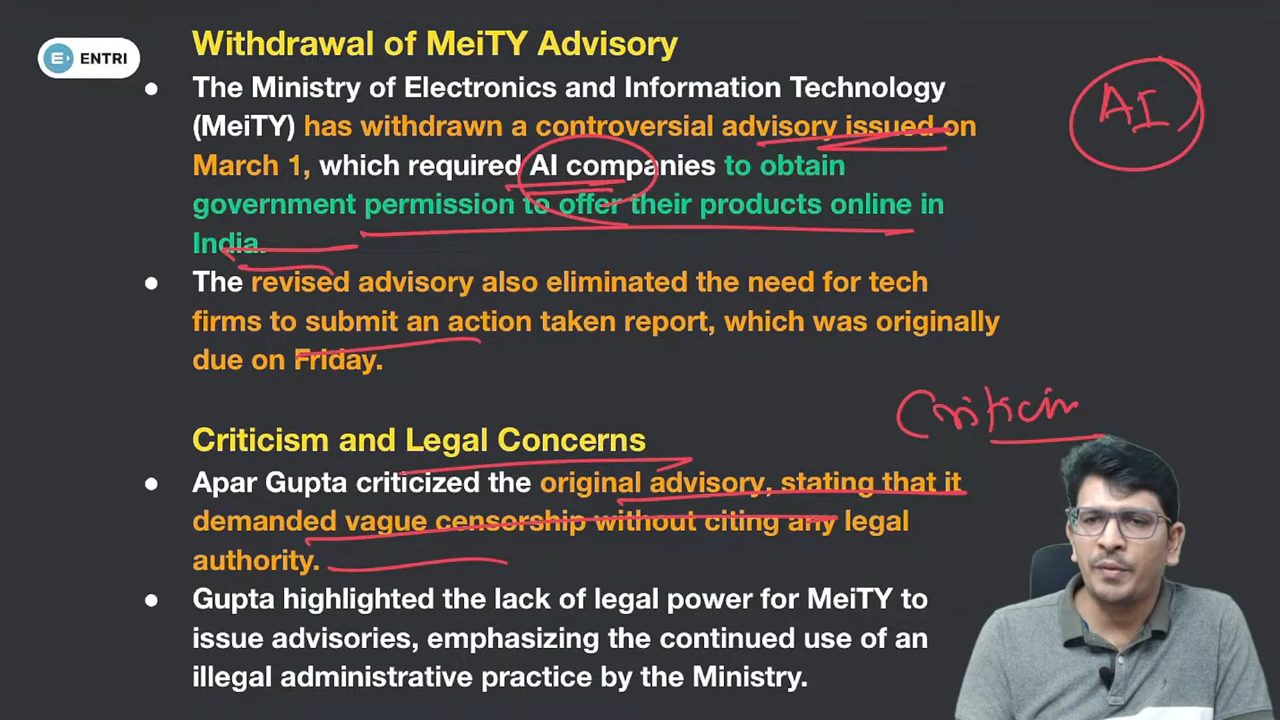 ENTRI
Withdrawal of MeiTY Advisory
• The Ministry of Electronics and Information Technology
(MeiTY) has withdrawn a controversial advisory issued on
March 1, which required AI companies to obtain
government permission to offer their products online in
India.
AI
• The revised advisory also eliminated the need for tech
firms to submit an action taken report, which was originally
due on Friday.
Criticism and Legal Concerns
• Apar Gupta criticized the original advisory, stating that it
demanded vague censorship without citing any legal
authority.
• Gupta highlighted the lack of legal power for MeiTY to
issue advisories, emphasizing the continued use of an
illegal administrative practice by the Ministry.